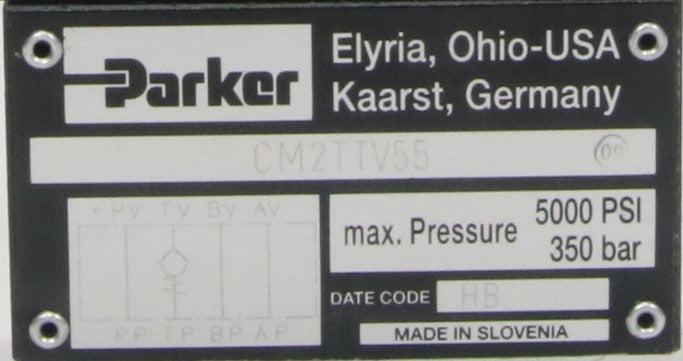 Parker
Elyria, Ohio-USA
Kaarst, Germany
CM2TTV55
PV TV BV AV
PP TP BP AP
max. Pressure 5000 PSI
350 bar
DATE CODE HB
MADE IN SLOVENIA